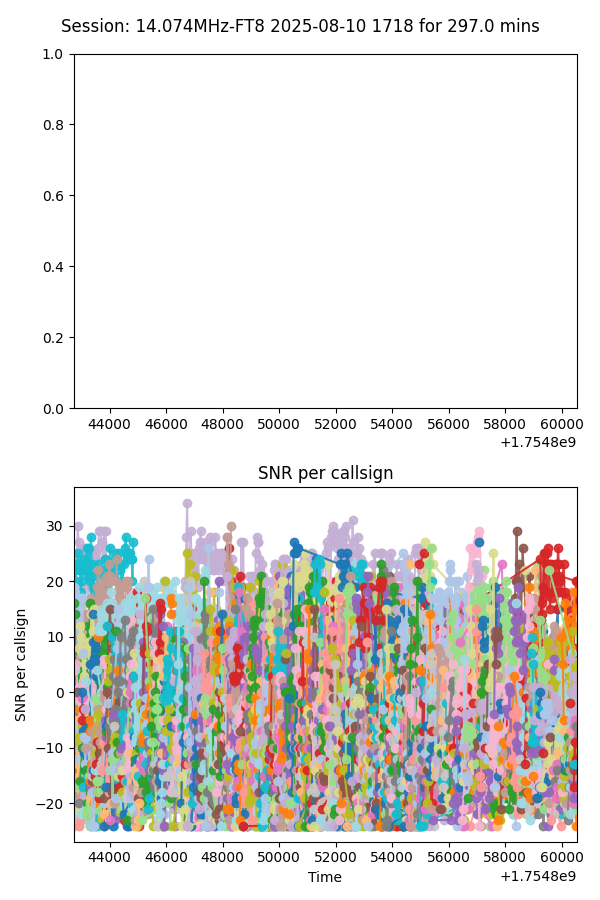 Session: 14.074MHz-FT8 2025-08-10 1718 for 297.0 mins
1.0
0.8
0.6
0.4
0.2
0.0
44000 46000 48000 50000 52000 54000 56000 58000 60000
+1.7548e9
SNR per callsign
SNR per callsign
30
20
10
0
−10
−20
44000 46000 48000 50000 52000 54000 56000 58000 60000
Time +1.7548e9